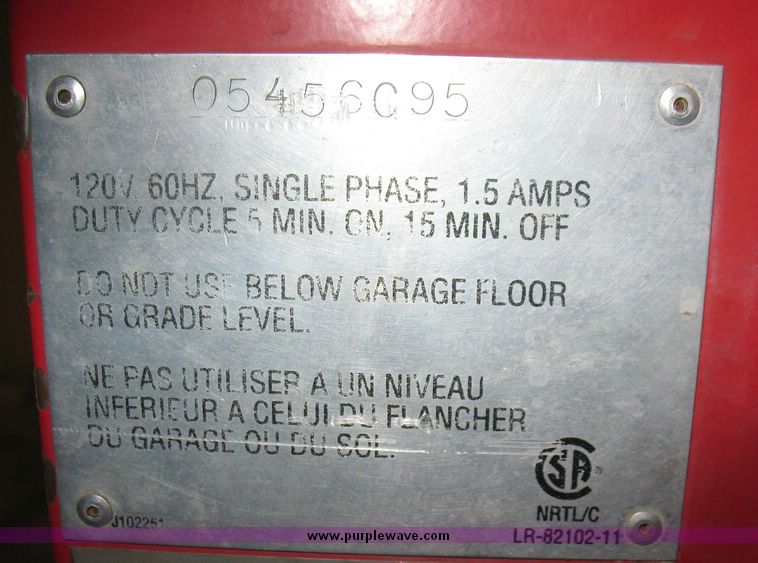 05456C95
120V, 60HZ, SINGLE PHASE, 1.5 AMPS
DUTY CYCLE 5 MIN. ON, 15 MIN. OFF
DO NOT USE BELOW GARAGE FLOOR
OR GRADE LEVEL.
NE PAS UTILISER A UN NIVEAU
INFERIEUR A CELUI DU PLANCHER
DU GARAGE OU DU SOL.
CSA ®
NRTL/C
J102251
LR-82102-11
www.purplewave.com